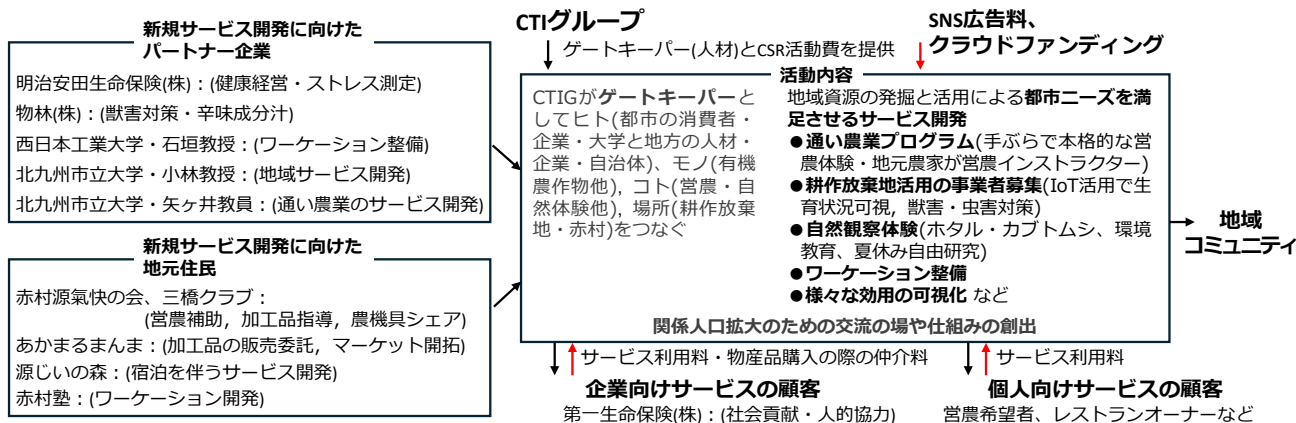 新規サービス開発に向けた
パートナー企業
明治安田生命保険(株)：(健康経営・ストレス測定)
物林(株)：(獣害対策・辛味成分汁)
西日本工業大学・石垣教授：(ワーケーション整備)
北九州市立大学・小林教授：(地域サービス開発)
北九州市立大学・矢ヶ井教員：(通い農業のサービス開発)
新規サービス開発に向けた
地元住民
赤村源氣快の会、三橋クラブ：
(営農補助，加工品指導，農機具シェア)
あかまるまんま：(加工品の販売委託，マーケット開拓)
源じいの森：(宿泊を伴うサービス開発)
赤村塾：(ワーケーション開発)
CTIグループ
ゲートキーパー(人材)とCSR活動費を提供
SNS広告料、
クラウドファンディング
活動内容
CTIGがゲートキーパーと
してヒト(都市の消費者・
企業・大学と地方の人材・
企業・自治体)、モノ(有機
農作物他)，コト(営農・自
然体験他)，場所(耕作放棄
地・赤村)をつなぐ
地域資源の発掘と活用による都市ニーズを満
足させるサービス開発
●通い農業プログラム(手ぶらで本格的な営
農体験・地元農家が営農インストラクター)
●耕作放棄地活用の事業者募集(IoT活用で生
育状況可視，獣害・虫害対策)
●自然観察体験(ホタル・カブトムシ、環境
教育、夏休み自由研究)
●ワーケーション整備
●様々な効用の可視化 など
関係人口拡大のための交流の場や仕組みの創出
地域
コミュニティ
サービス利用料・物産品購入の際の仲介料
企業向けサービスの顧客
第一生命保険(株)：(社会貢献・人的協力)
サービス利用料
個人向けサービスの顧客
営農希望者、レストランオーナーなど